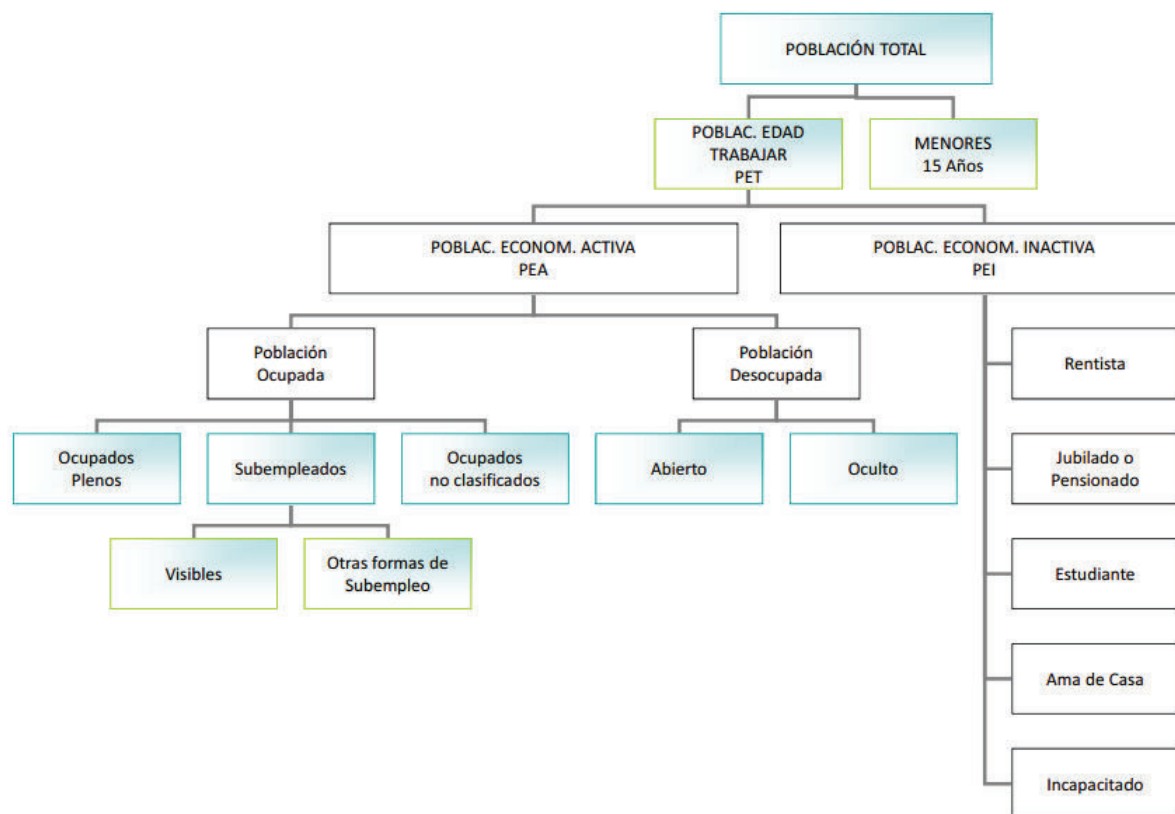 POBLACIÓN TOTAL
POBLAC. EDAD
TRABAJAR
PET
MENORES
15 Años
POBLAC. ECONOM. ACTIVA
PEA
POBLAC. ECONOM. INACTIVA
PEI
Población
Ocupada
Población
Desocupada
Rentista
Ocupados
Plenos
Subempleados
Ocupados
no clasificados
Abierto
Oculto
Jubilado o
Pensionado
Visibles
Otras formas de
Subempleo
Estudiante
Ama de Casa
Incapacitado